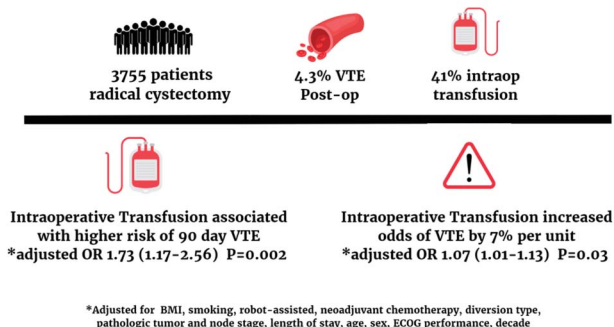 3755 patients
radical cystectomy
4.3% VTE
Post-op
41% intraop
transfusion
Intraoperative Transfusion associated
with higher risk of 90 day VTE
*adjusted OR 1.73 (1.17-2.56) P=0.002
Intraoperative Transfusion increased
odds of VTE by 7% per unit
*adjusted OR 1.07 (1.01-1.13) P=0.03
*Adjusted for BMI, smoking, robot-assisted, neoadjuvant chemotherapy, diversion type,
pathologic tumor and node stage, length of stay, age, sex, ECOG performance, decade